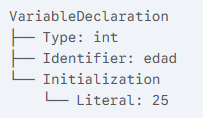 VariableDeclaration
├── Type: int
├── Identifier: edad
└── Initialization
    └── Literal: 25